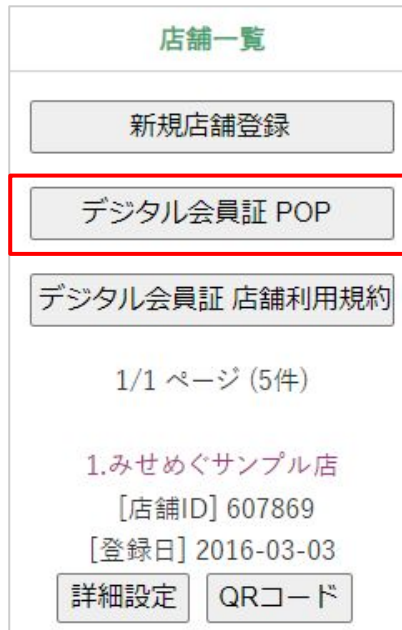 店舗一覧
新規店舗登録
デジタル会員証 POP
デジタル会員証 店舗利用規約
1/1 ページ (5件)
1.みせめぐサンプル店
[店舗ID] 607869
[登録日] 2016-03-03
詳細設定 QRコード